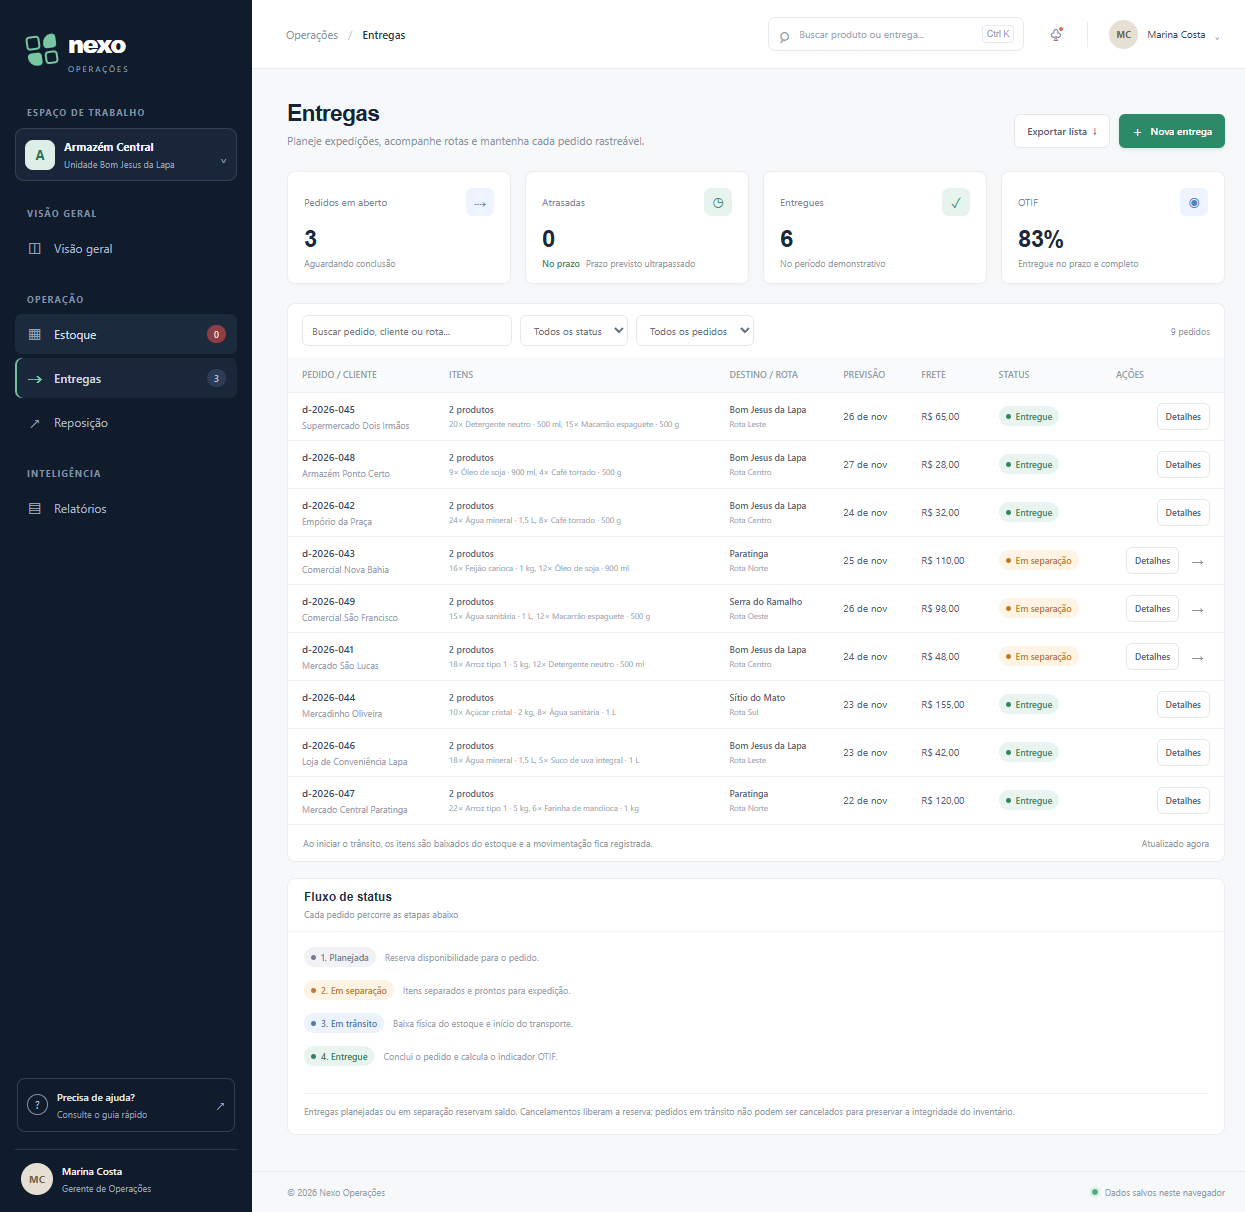 nexo
OPERAÇÕES
ESPAÇO DE TRABALHO
A
Armazém Central
Unidade Bom Jesus da Lapa
VISÃO GERAL
Visão geral
OPERAÇÃO
Estoque 0
Entregas 3
Reposição
INTELIGÊNCIA
Relatórios
? Precisa de ajuda?
Consulte o guia rápido ↗
MC Marina Costa
Gerente de Operações
Operações / Entregas
Buscar produto ou entrega... Ctrl K
MC Marina Costa
Entregas
Planeje expedições, acompanhe rotas e mantenha cada pedido rastreável.
Exportar lista ↓
+ Nova entrega
Pedidos em aberto
3
Aguardando conclusão
Atrasadas
0
No prazo Prazo previsto ultrapassado
Entregues
6
No período demonstrativo
OTIF
83%
Entregue no prazo e completo
Buscar pedido, cliente ou rota... Todos os status Todos os pedidos 9 pedidos
PEDIDO / CLIENTE ITENS DESTINO / ROTA PREVISÃO FRETE STATUS AÇÕES
d-2026-045 2 produtos Bom Jesus da Lapa 26 de nov R$ 65,00 Entregue Detalhes
Supermercado Dois Irmãos 20× Detergente neutro · 500 ml, 15× Macarrão espaguete · 500 g Rota Leste
d-2026-048 2 produtos Bom Jesus da Lapa 27 de nov R$ 28,00 Entregue Detalhes
Armazém Ponto Certo 9× Óleo de soja · 900 ml, 4× Café torrado · 500 g Rota Centro
d-2026-042 2 produtos Bom Jesus da Lapa 24 de nov R$ 32,00 Entregue Detalhes
Empório da Praça 24× Água mineral · 1,5 L, 8× Café torrado · 500 g Rota Centro
d-2026-043 2 produtos Paratinga 25 de nov R$ 110,00 Em separação Detalhes →
Comercial Nova Bahia 16× Feijão carioca · 1 kg, 12× Óleo de soja · 900 ml Rota Norte
d-2026-049 2 produtos Serra do Ramalho 26 de nov R$ 98,00 Em separação Detalhes →
Comercial São Francisco 15× Água sanitária · 1 L, 12× Macarrão espaguete · 500 g Rota Oeste
d-2026-041 2 produtos Bom Jesus da Lapa 24 de nov R$ 48,00 Em separação Detalhes →
Mercado São Lucas 18× Arroz tipo 1 · 5 kg, 12× Detergente neutro · 500 ml Rota Centro
d-2026-044 2 produtos Sítio do Mato 23 de nov R$ 155,00 Entregue Detalhes
Mercadinho Oliveira 10× Açúcar cristal · 2 kg, 8× Água sanitária · 1 L Rota Sul
d-2026-046 2 produtos Bom Jesus da Lapa 23 de nov R$ 42,00 Entregue Detalhes
Loja de Conveniência Lapa 18× Água mineral · 1,5 L, 5× Suco de uva integral · 1 L Rota Leste
d-2026-047 2 produtos Paratinga 22 de nov R$ 120,00 Entregue Detalhes
Mercado Central Paratinga 22× Arroz tipo 1 · 5 kg, 6× Farinha de mandioca · 1 kg Rota Norte
Ao iniciar o trânsito, os itens são baixados do estoque e a movimentação fica registrada. Atualizado agora
Fluxo de status
Cada pedido percorre as etapas abaixo
1. Planejada Reserva disponibilidade para o pedido.
2. Em separação Itens separados e prontos para expedição.
3. Em trânsito Baixa física do estoque e início do transporte.
4. Entregue Conclui o pedido e calcula o indicador OTIF.
Entregas planejadas ou em separação reservam saldo. Cancelamentos liberam a reserva; pedidos em trânsito não podem ser cancelados para preservar a integridade do inventário.
© 2026 Nexo Operações Dados salvos neste navegador